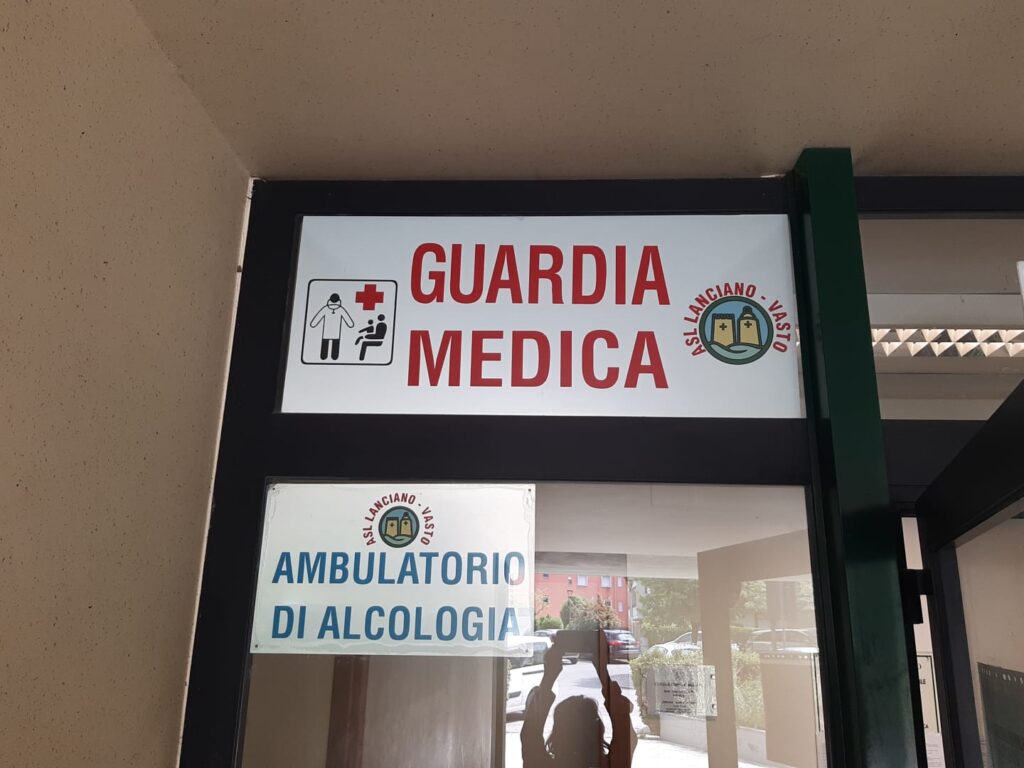 GUARDIA
MEDICA
ASL LANCIANO - VASTO
ASL LANCIANO - VASTO
AMBULATORIO
DI ALCOLOGIA